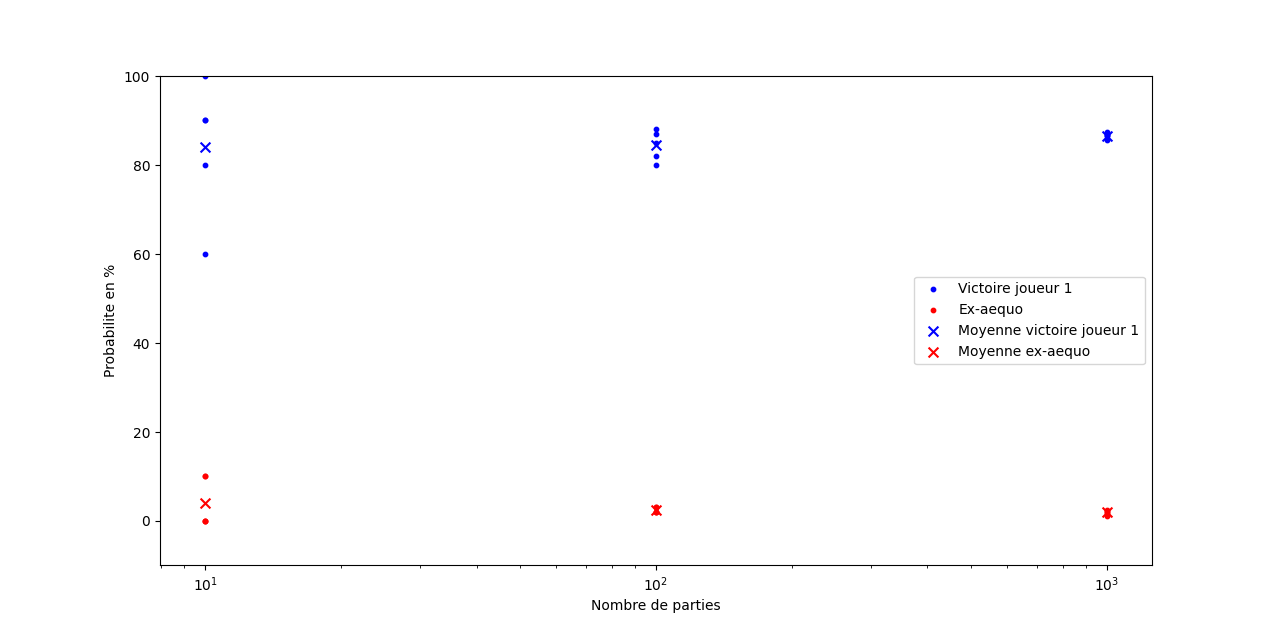 100
80
60
40
20
0
Probabilite en %
Victoire joueur 1
Ex-aequo
Moyenne victoire joueur 1
Moyenne ex-aequo
10¹ 10² 10³
Nombre de parties